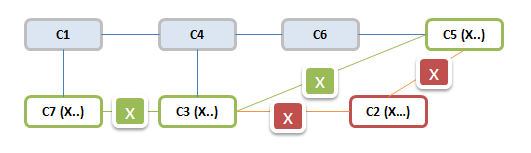 C1
C4
C6
C5 (X..)
X
X
C7 (X..)
X
C3 (X..)
X
C2 (X...)